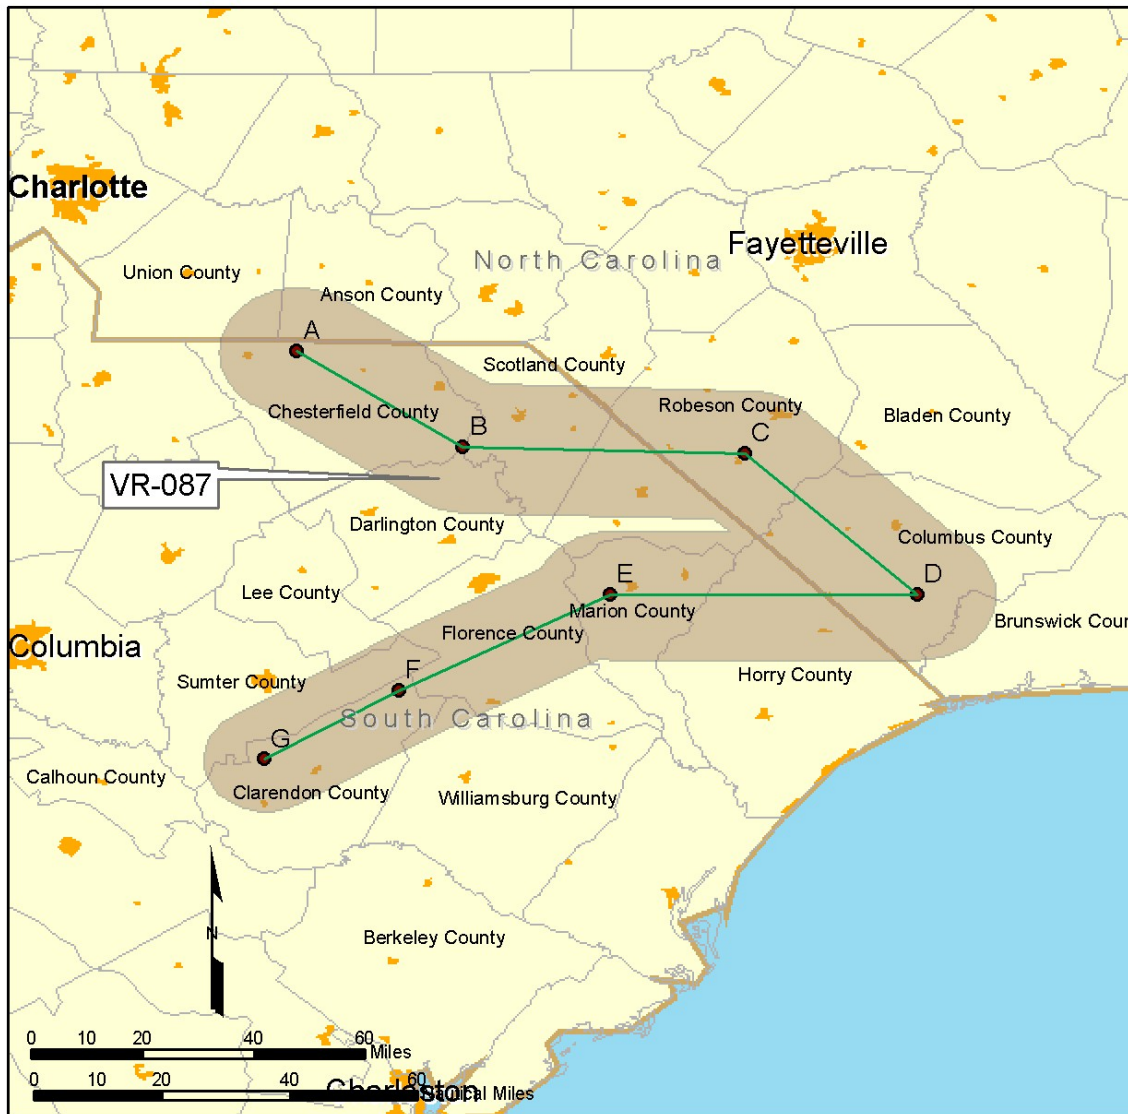 Charlotte
Fayetteville
North Carolina
Union County
Anson County
A
Scotland County
Chesterfield County
Robeson County
Bladen County
B
C
VR-087
Darlington County
Columbus County
Lee County
E
D
Marion County
Florence County
Brunswick Coun
Columbia
Sumter County
F
Horry County
South Carolina
G
Calhoun County
Clarendon County
Williamsburg County
N
Berkeley County
0 10 20 40 60
Miles
0 10 20 40 60
Nautical Miles
Charleston